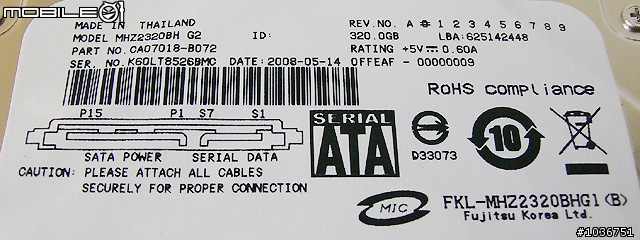 MOBILE01
MADE IN THAILAND
REV.NO. A 0 1 2 3 4 5 6 7 8 9
MODEL MHZ2320BH G2 ID: 320.0GB LBA:625142448
PART NO. CA07018-B072 RATING +5V 0.60A
SER. NO. K60LT8526BMC DATE:2008-05-14 OFFEAF - 00000009
RoHS compliance
P15 P1 S7 S1
SERIAL
ATA
D33073
10
SATA POWER SERIAL DATA
CAUTION: PLEASE ATTACH ALL CABLES
SECURELY FOR PROPER CONNECTION
MIC
FKL-MHZ2320BHG1(B)
Fujitsu Korea Ltd.
#1036751